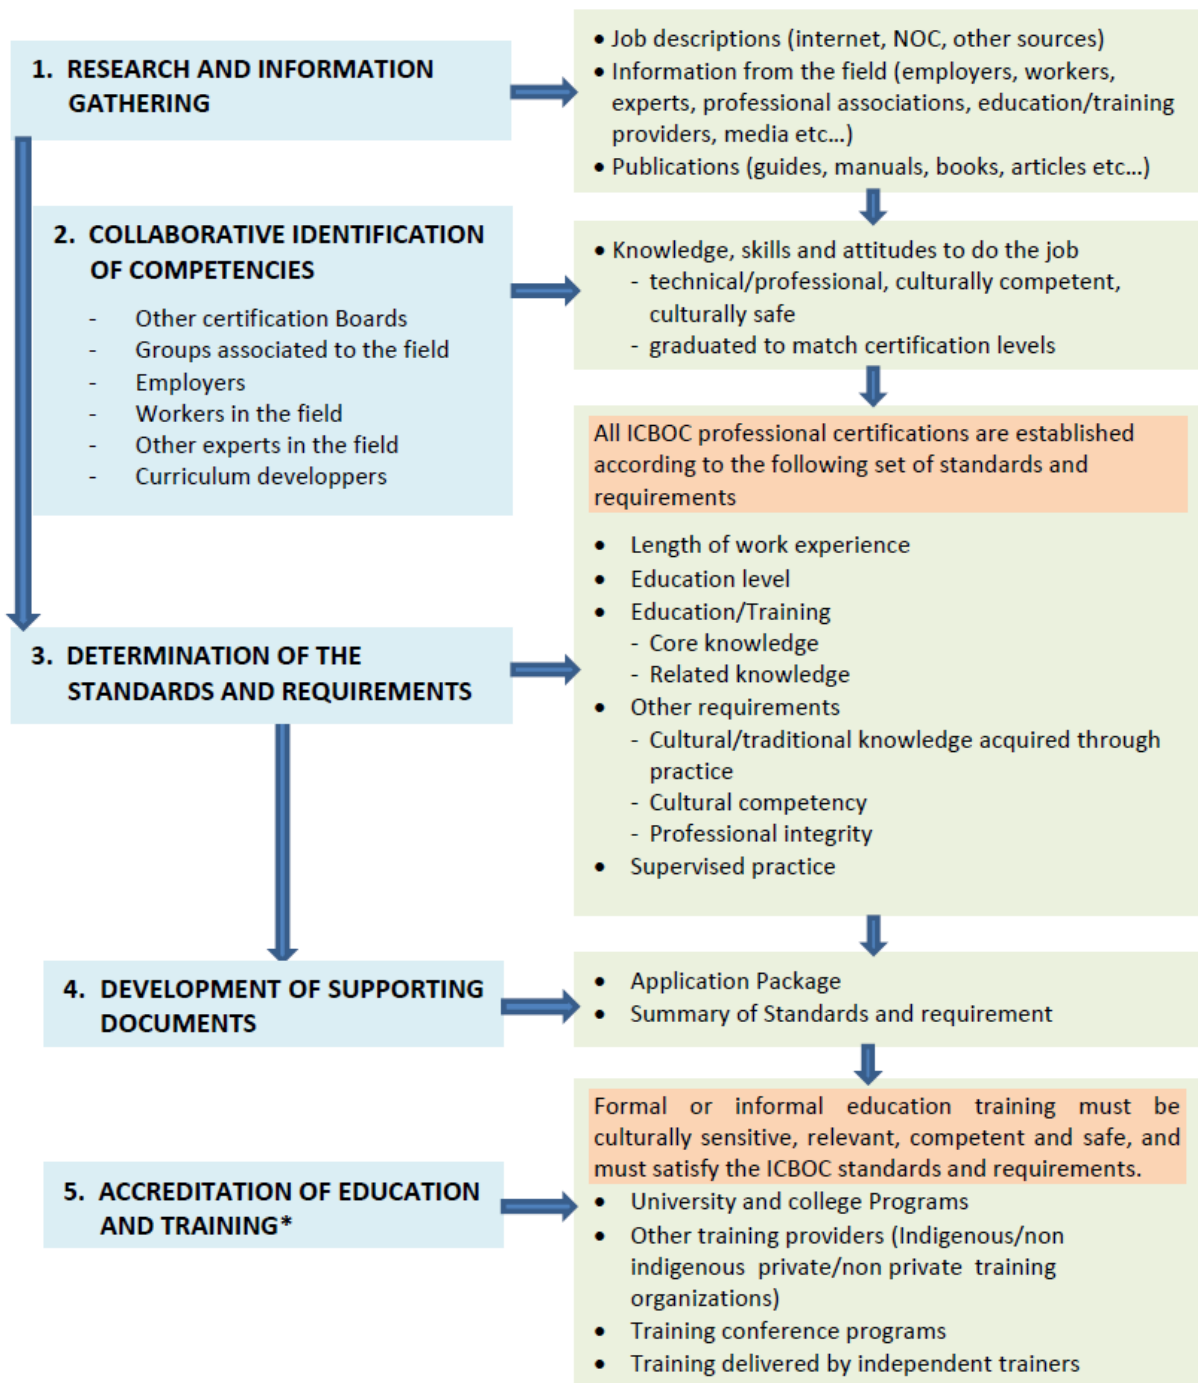 1. RESEARCH AND INFORMATION
GATHERING
• Job descriptions (internet, NOC, other sources)
• Information from the field (employers, workers,
experts, professional associations, education/training
providers, media etc…)
• Publications (guides, manuals, books, articles etc…)
2. COLLABORATIVE IDENTIFICATION
OF COMPETENCIES
- Other certification Boards
- Groups associated to the field
- Employers
- Workers in the field
- Other experts in the field
- Curriculum developpers
• Knowledge, skills and attitudes to do the job
- technical/professional, culturally competent,
culturally safe
- graduated to match certification levels
3. DETERMINATION OF THE
STANDARDS AND REQUIREMENTS
All ICBOC professional certifications are established
according to the following set of standards and
requirements
• Length of work experience
• Education level
• Education/Training
- Core knowledge
- Related knowledge
• Other requirements
- Cultural/traditional knowledge acquired through
practice
- Cultural competency
- Professional integrity
• Supervised practice
4. DEVELOPMENT OF SUPPORTING
DOCUMENTS
• Application Package
• Summary of Standards and requirement
5. ACCREDITATION OF EDUCATION
AND TRAINING*
Formal or informal education training must be
culturally sensitive, relevant, competent and safe, and
must satisfy the ICBOC standards and requirements.
• University and college Programs
• Other training providers (Indigenous/non
indigenous private/non private training
organizations)
• Training conference programs
• Training delivered by independent trainers